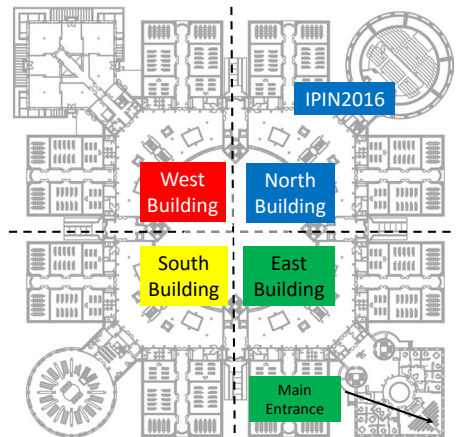 IPIN2016
West
Building
North
Building
South
Building
East
Building
Main
Entrance